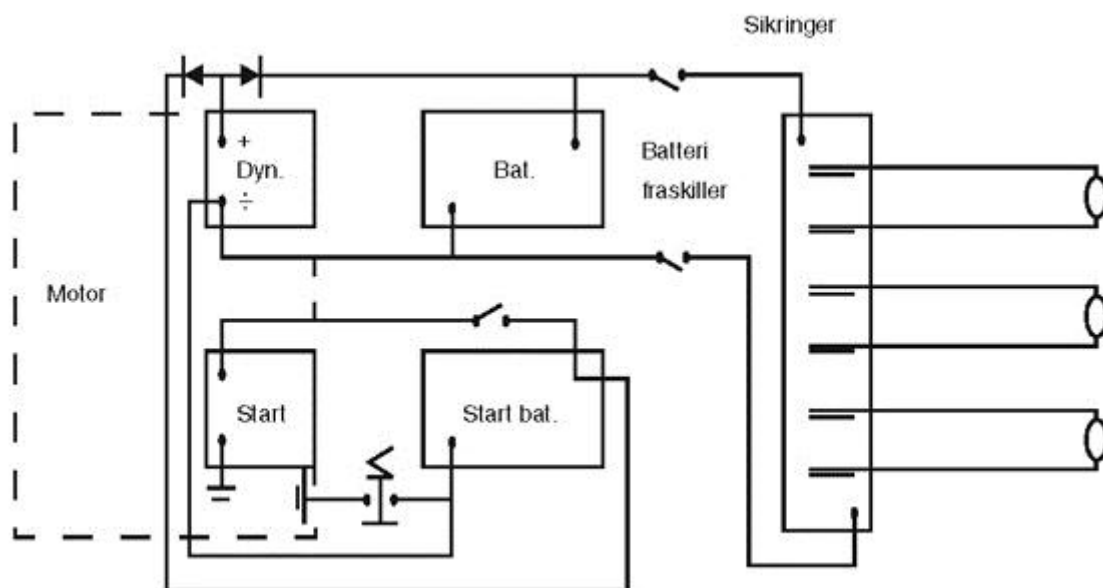 Sikringer
+
Dyn.
÷
Bat.
Batteri
fraskiller
Motor
Start
Start bat.